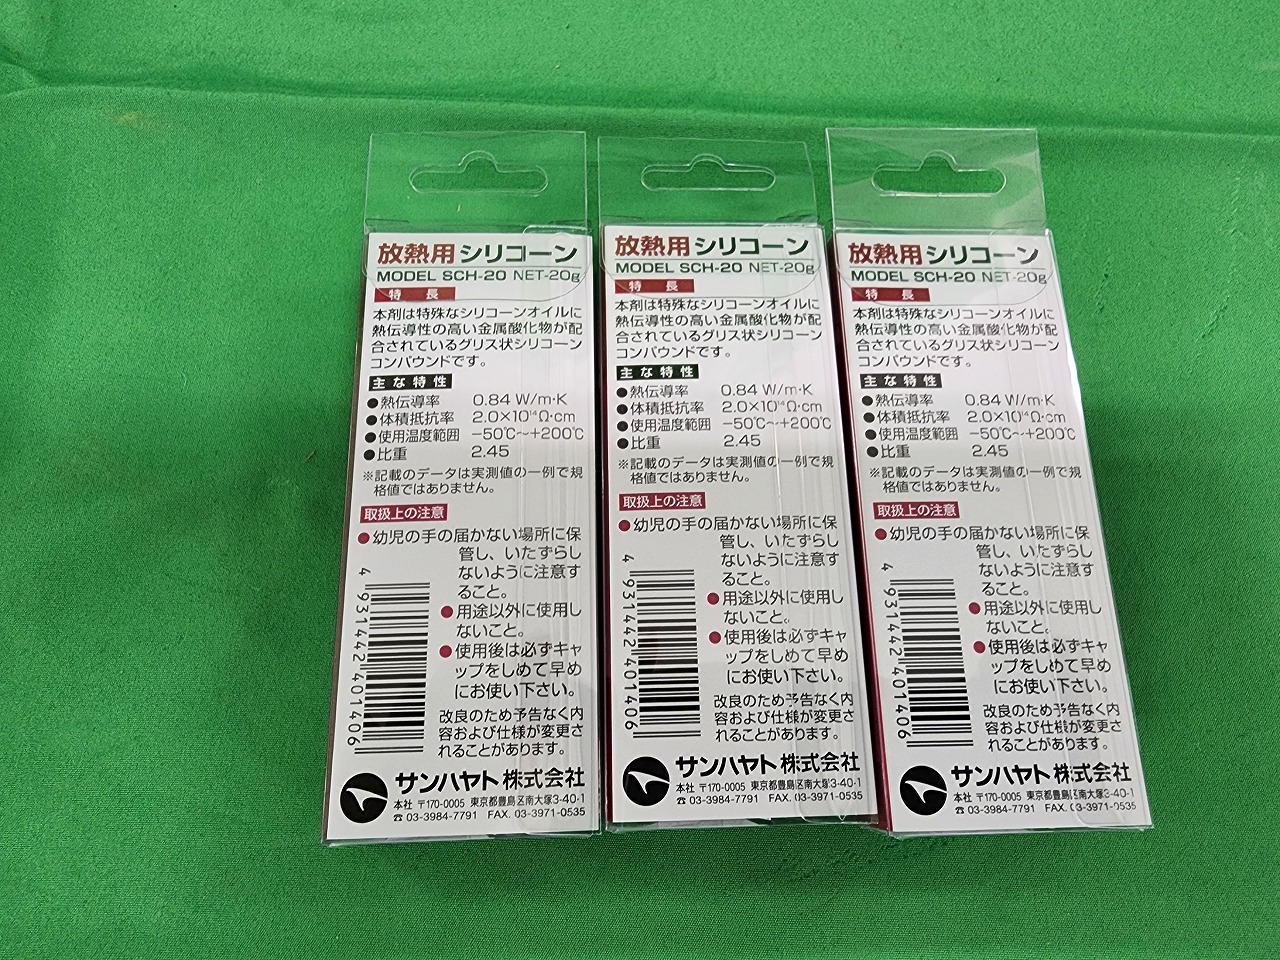 放熱用シリコーン
MODEL SCH-20 NET-20g
特長
本剤は特殊なシリコーンオイルに
熱伝導性の高い金属酸化物が配
合されているグリス状シリコーン
コンパウンドです。
主な特性
●熱伝導率 0.84 W/m·K
●体積抵抗率 2.0×10¹⁴Ω·cm
●使用温度範囲 −50℃〜+200℃
●比重 2.45
※記載のデータは実測値の一例で規
格値ではありません。
取扱上の注意
●幼児の手の届かない場所に保
管し、いたずらし
ないように注意す
ること。
●用途以外に使用し
ないこと。
●使用後は必ずキャ
ップをしめて早め
にお使い下さい。
改良のため予告なく内
容および仕様が変更さ
れることがあります。
4 931442 401406
サンハヤト株式会社
本社 〒170-0005 東京都豊島区南大塚3-40-1
☎ 03-3984-7791 FAX. 03-3971-0535
放熱用シリコーン
MODEL SCH-20 NET-20g
特長
本剤は特殊なシリコーンオイルに
熱伝導性の高い金属酸化物が配
合されているグリス状シリコーン
コンパウンドです。
主な特性
●熱伝導率 0.84 W/m·K
●体積抵抗率 2.0×10¹⁴Ω·cm
●使用温度範囲 −50℃〜+200℃
●比重 2.45
※記載のデータは実測値の一例で規
格値ではありません。
取扱上の注意
●幼児の手の届かない場所に保
管し、いたずらし
ないように注意す
ること。
●用途以外に使用し
ないこと。
●使用後は必ずキャ
ップをしめて早め
にお使い下さい。
改良のため予告なく内
容および仕様が変更さ
れることがあります。
4 931442 401406
サンハヤト株式会社
本社 〒170-0005 東京都豊島区南大塚3-40-1
☎ 03-3984-7791 FAX. 03-3971-0535
放熱用シリコーン
MODEL SCH-20 NET-20g
特長
本剤は特殊なシリコーンオイルに
熱伝導性の高い金属酸化物が配
合されているグリス状シリコーン
コンパウンドです。
主な特性
●熱伝導率 0.84 W/m·K
●体積抵抗率 2.0×10¹⁴Ω·cm
●使用温度範囲 −50℃〜+200℃
●比重 2.45
※記載のデータは実測値の一例で規
格値ではありません。
取扱上の注意
●幼児の手の届かない場所に保
管し、いたずらし
ないように注意す
ること。
●用途以外に使用し
ないこと。
●使用後は必ずキャ
ップをしめて早め
にお使い下さい。
改良のため予告なく内
容および仕様が変更さ
れることがあります。
4 931442 401406
サンハヤト株式会社
本社 〒170-0005 東京都豊島区南大塚3-40-1
☎ 03-3984-7791 FAX. 03-3971-0535